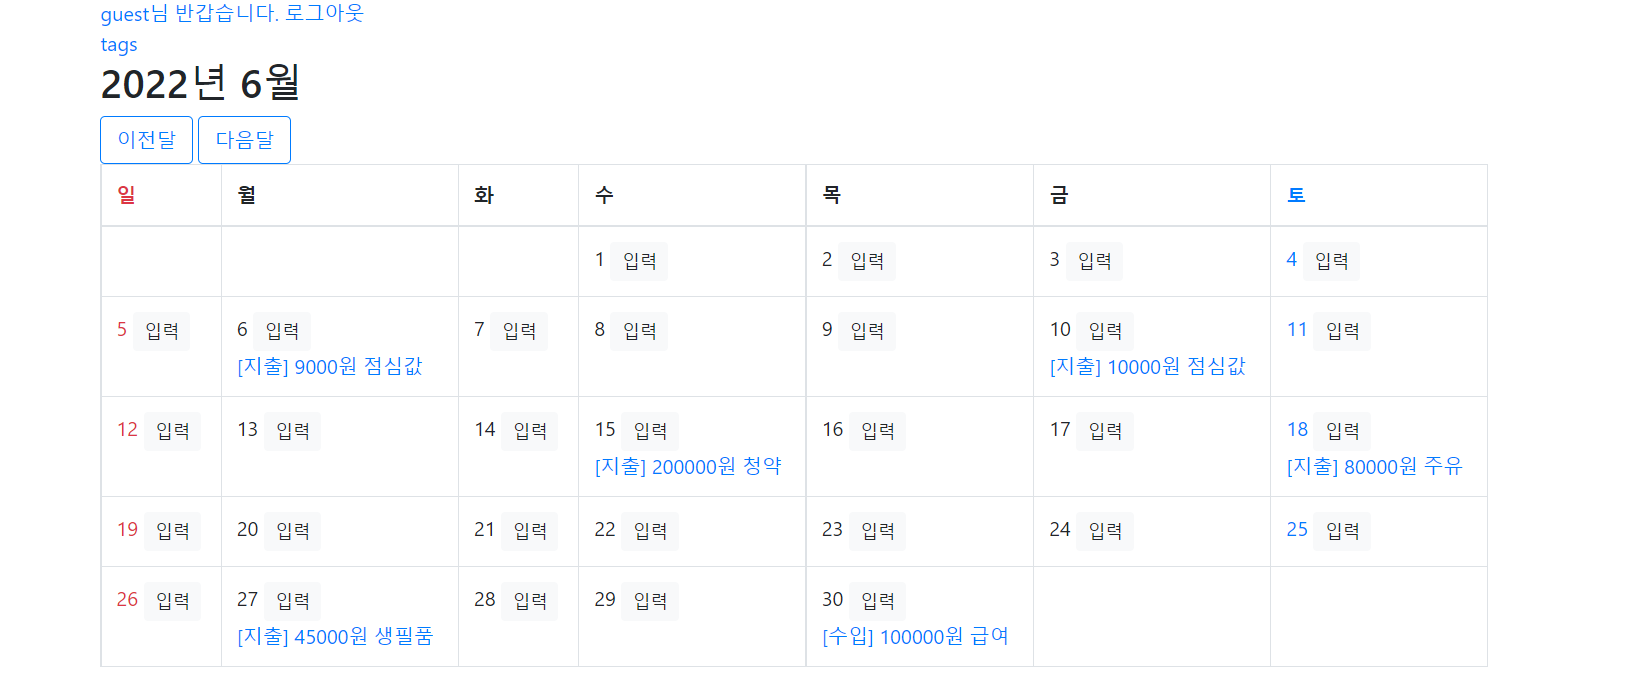 guest님 반갑습니다. 로그아웃
tags
2022년 6월
이전달 다음달
일 월 화 수 목 금 토
1 입력 2 입력 3 입력 4 입력
5 입력 6 입력 7 입력 8 입력 9 입력 10 입력 11 입력
[지출] 9000원 점심값 [지출] 10000원 점심값
12 입력 13 입력 14 입력 15 입력 16 입력 17 입력 18 입력
[지출] 200000원 청약 [지출] 80000원 주유
19 입력 20 입력 21 입력 22 입력 23 입력 24 입력 25 입력
26 입력 27 입력 28 입력 29 입력 30 입력
[지출] 45000원 생필품 [수입] 100000원 급여